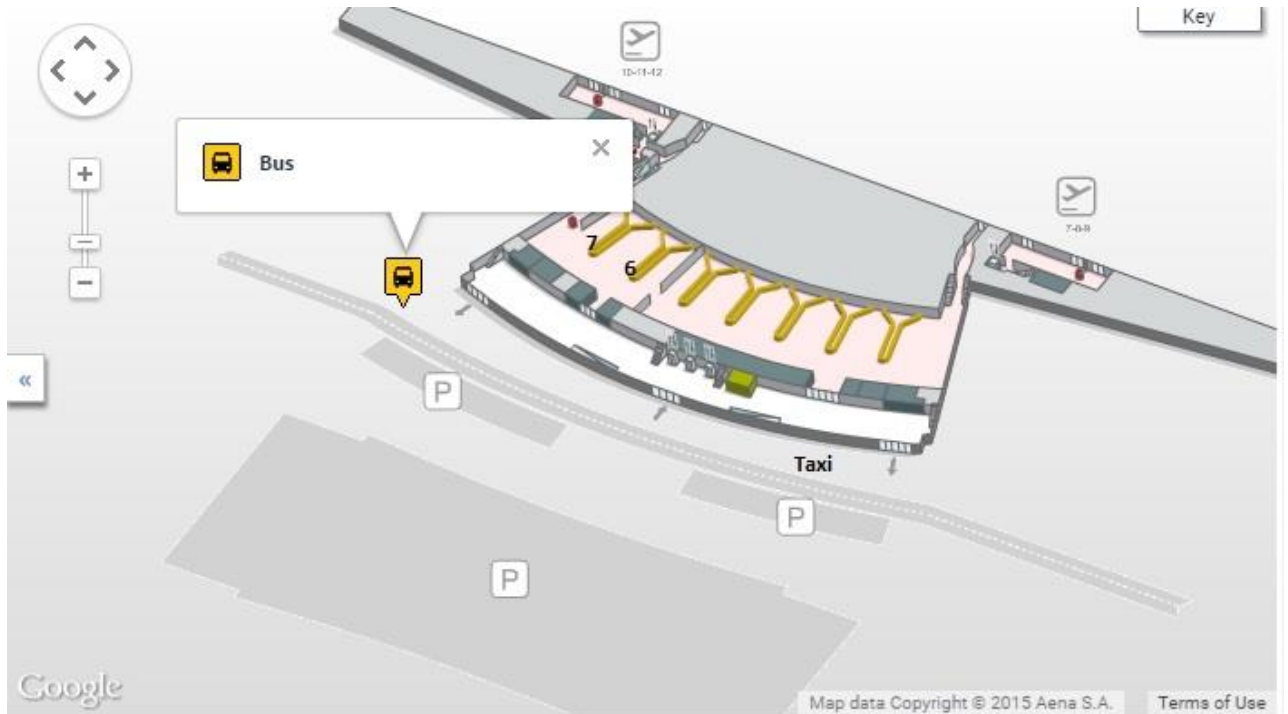 Key
10-11-12
Bus
7-8-9
7
6
P
Taxi
P
P
Google
Map data Copyright © 2015 Aena S.A.
Terms of Use